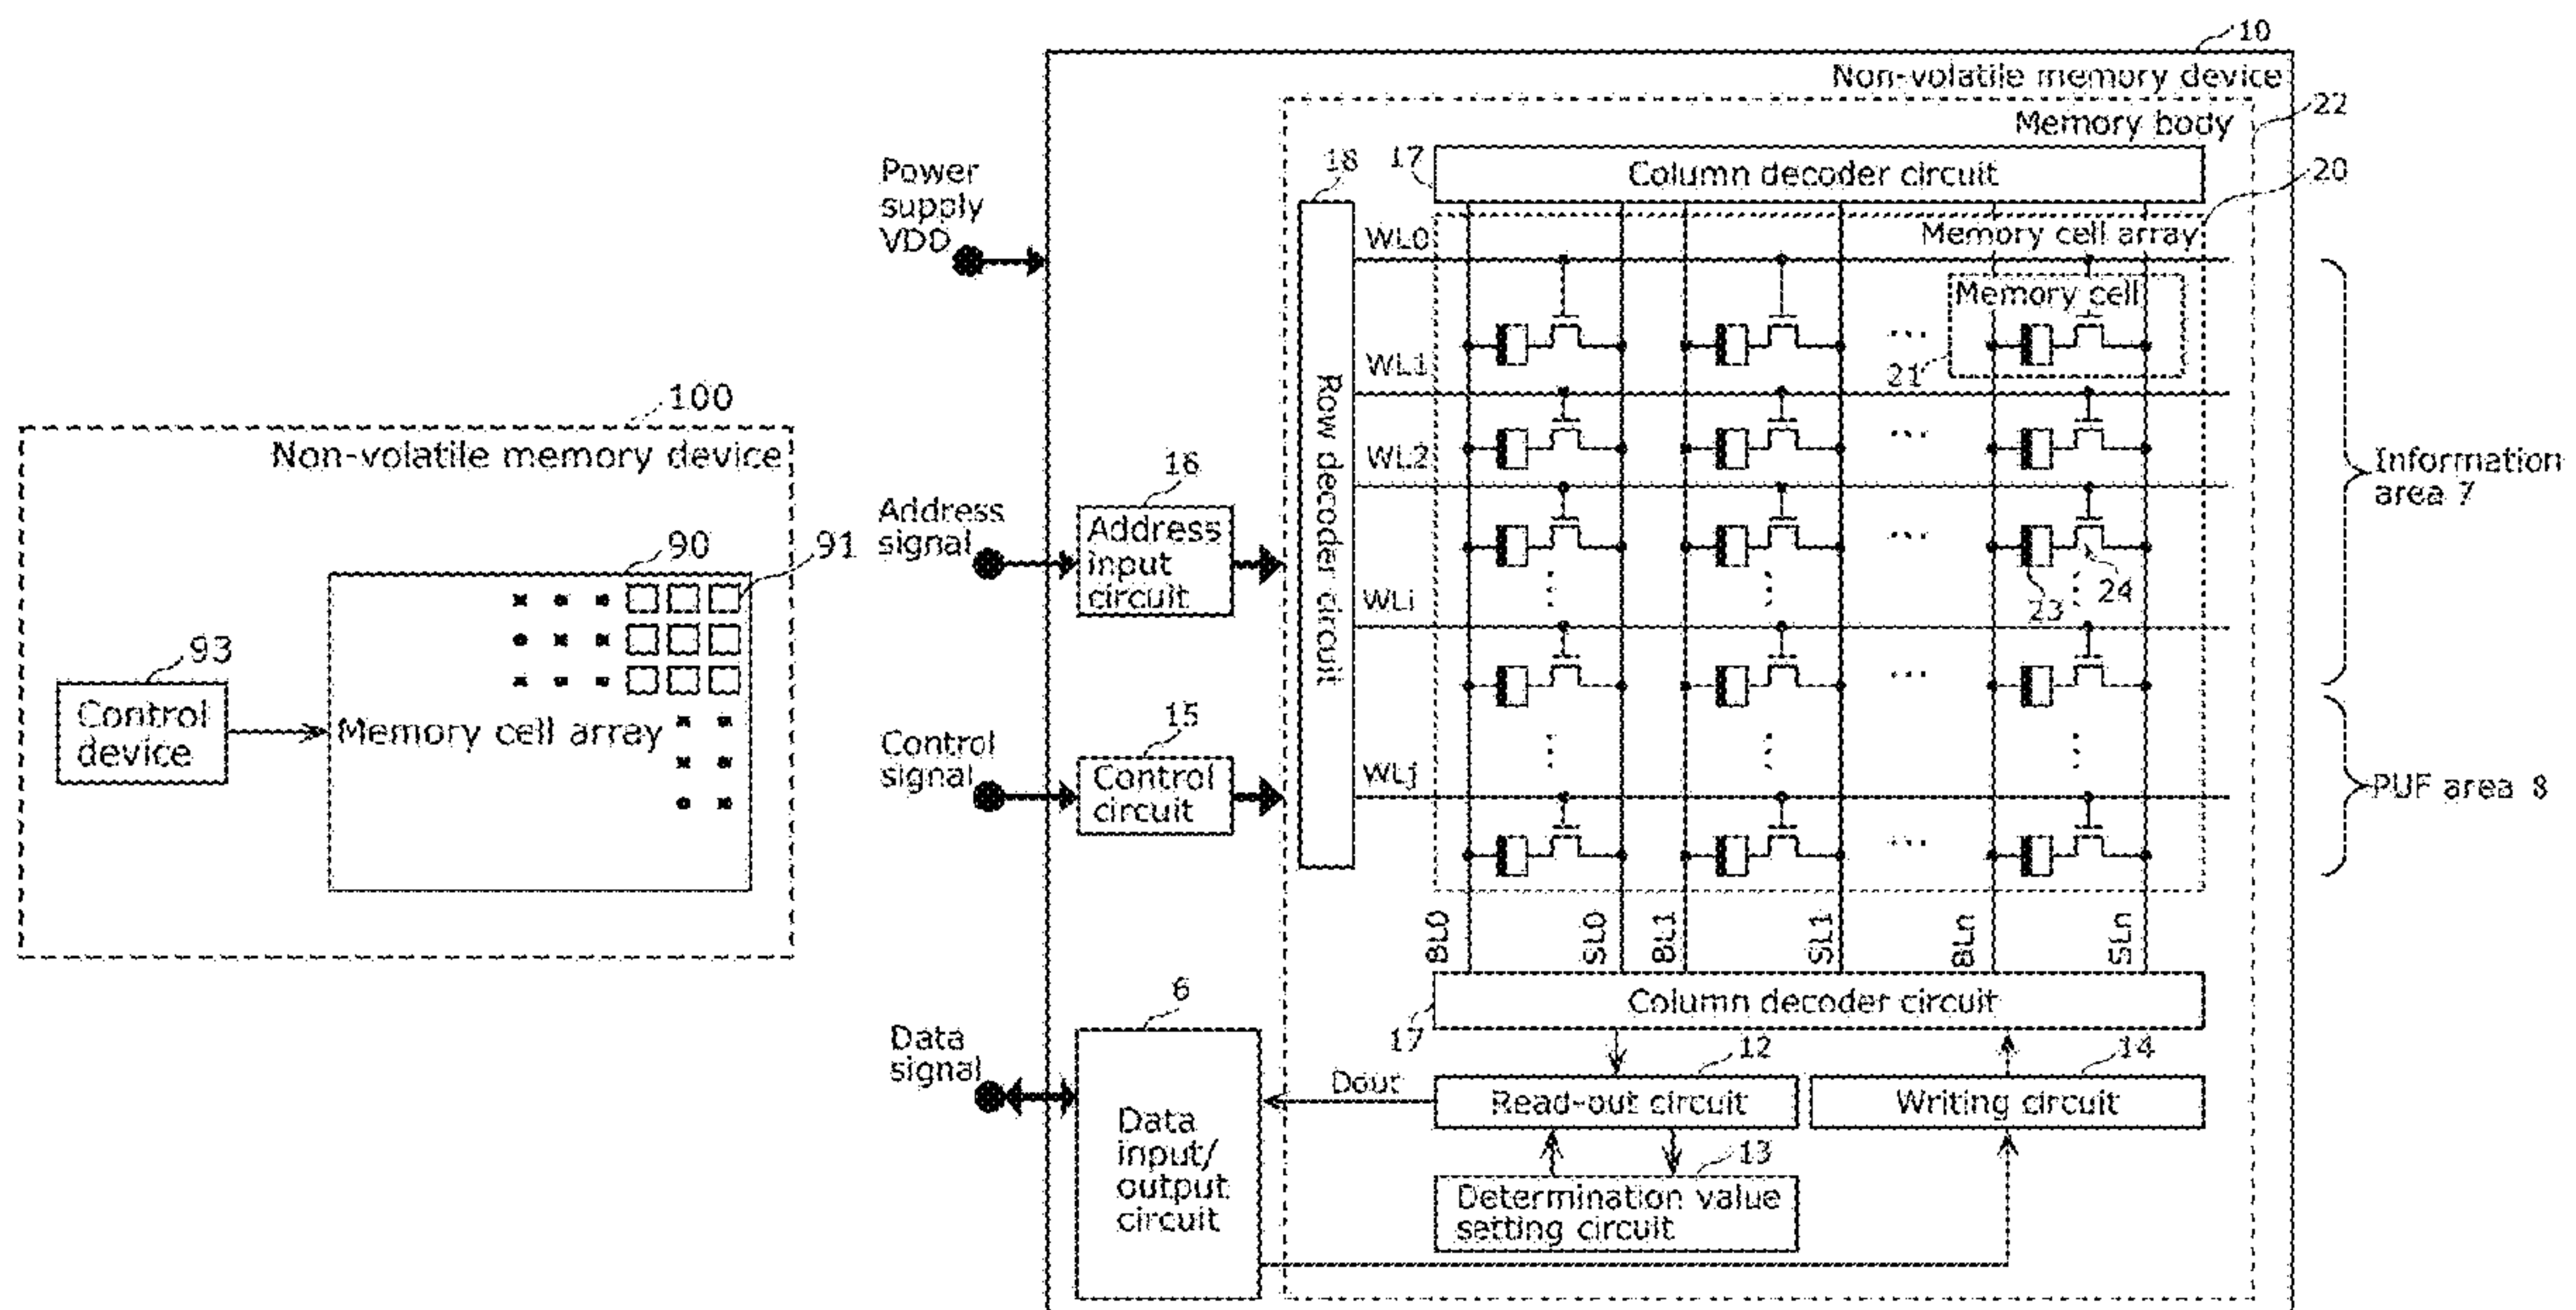 100
Non-volatile memory device
90
91
93
Control
device
Memory cell array
10
Non-volatile memory device
22
Memory body
Power
supply
VDD
18
17
Column decoder circuit
20
WL0
Memory cell array
Memory cell
WL1
21
Row decoder circuit
WL2
Information
area 7
Address
signal
16
Address
input
circuit
23
24
WLi
Control
signal
15
Control
circuit
WLj
PUF area 8
BL0
SL0
BL1
SL1
BLn
SLn
Column decoder circuit
17
6
Data
signal
Data
input/
output
circuit
Dout
12
Read-out circuit
14
Writing circuit
13
Determination value
setting circuit